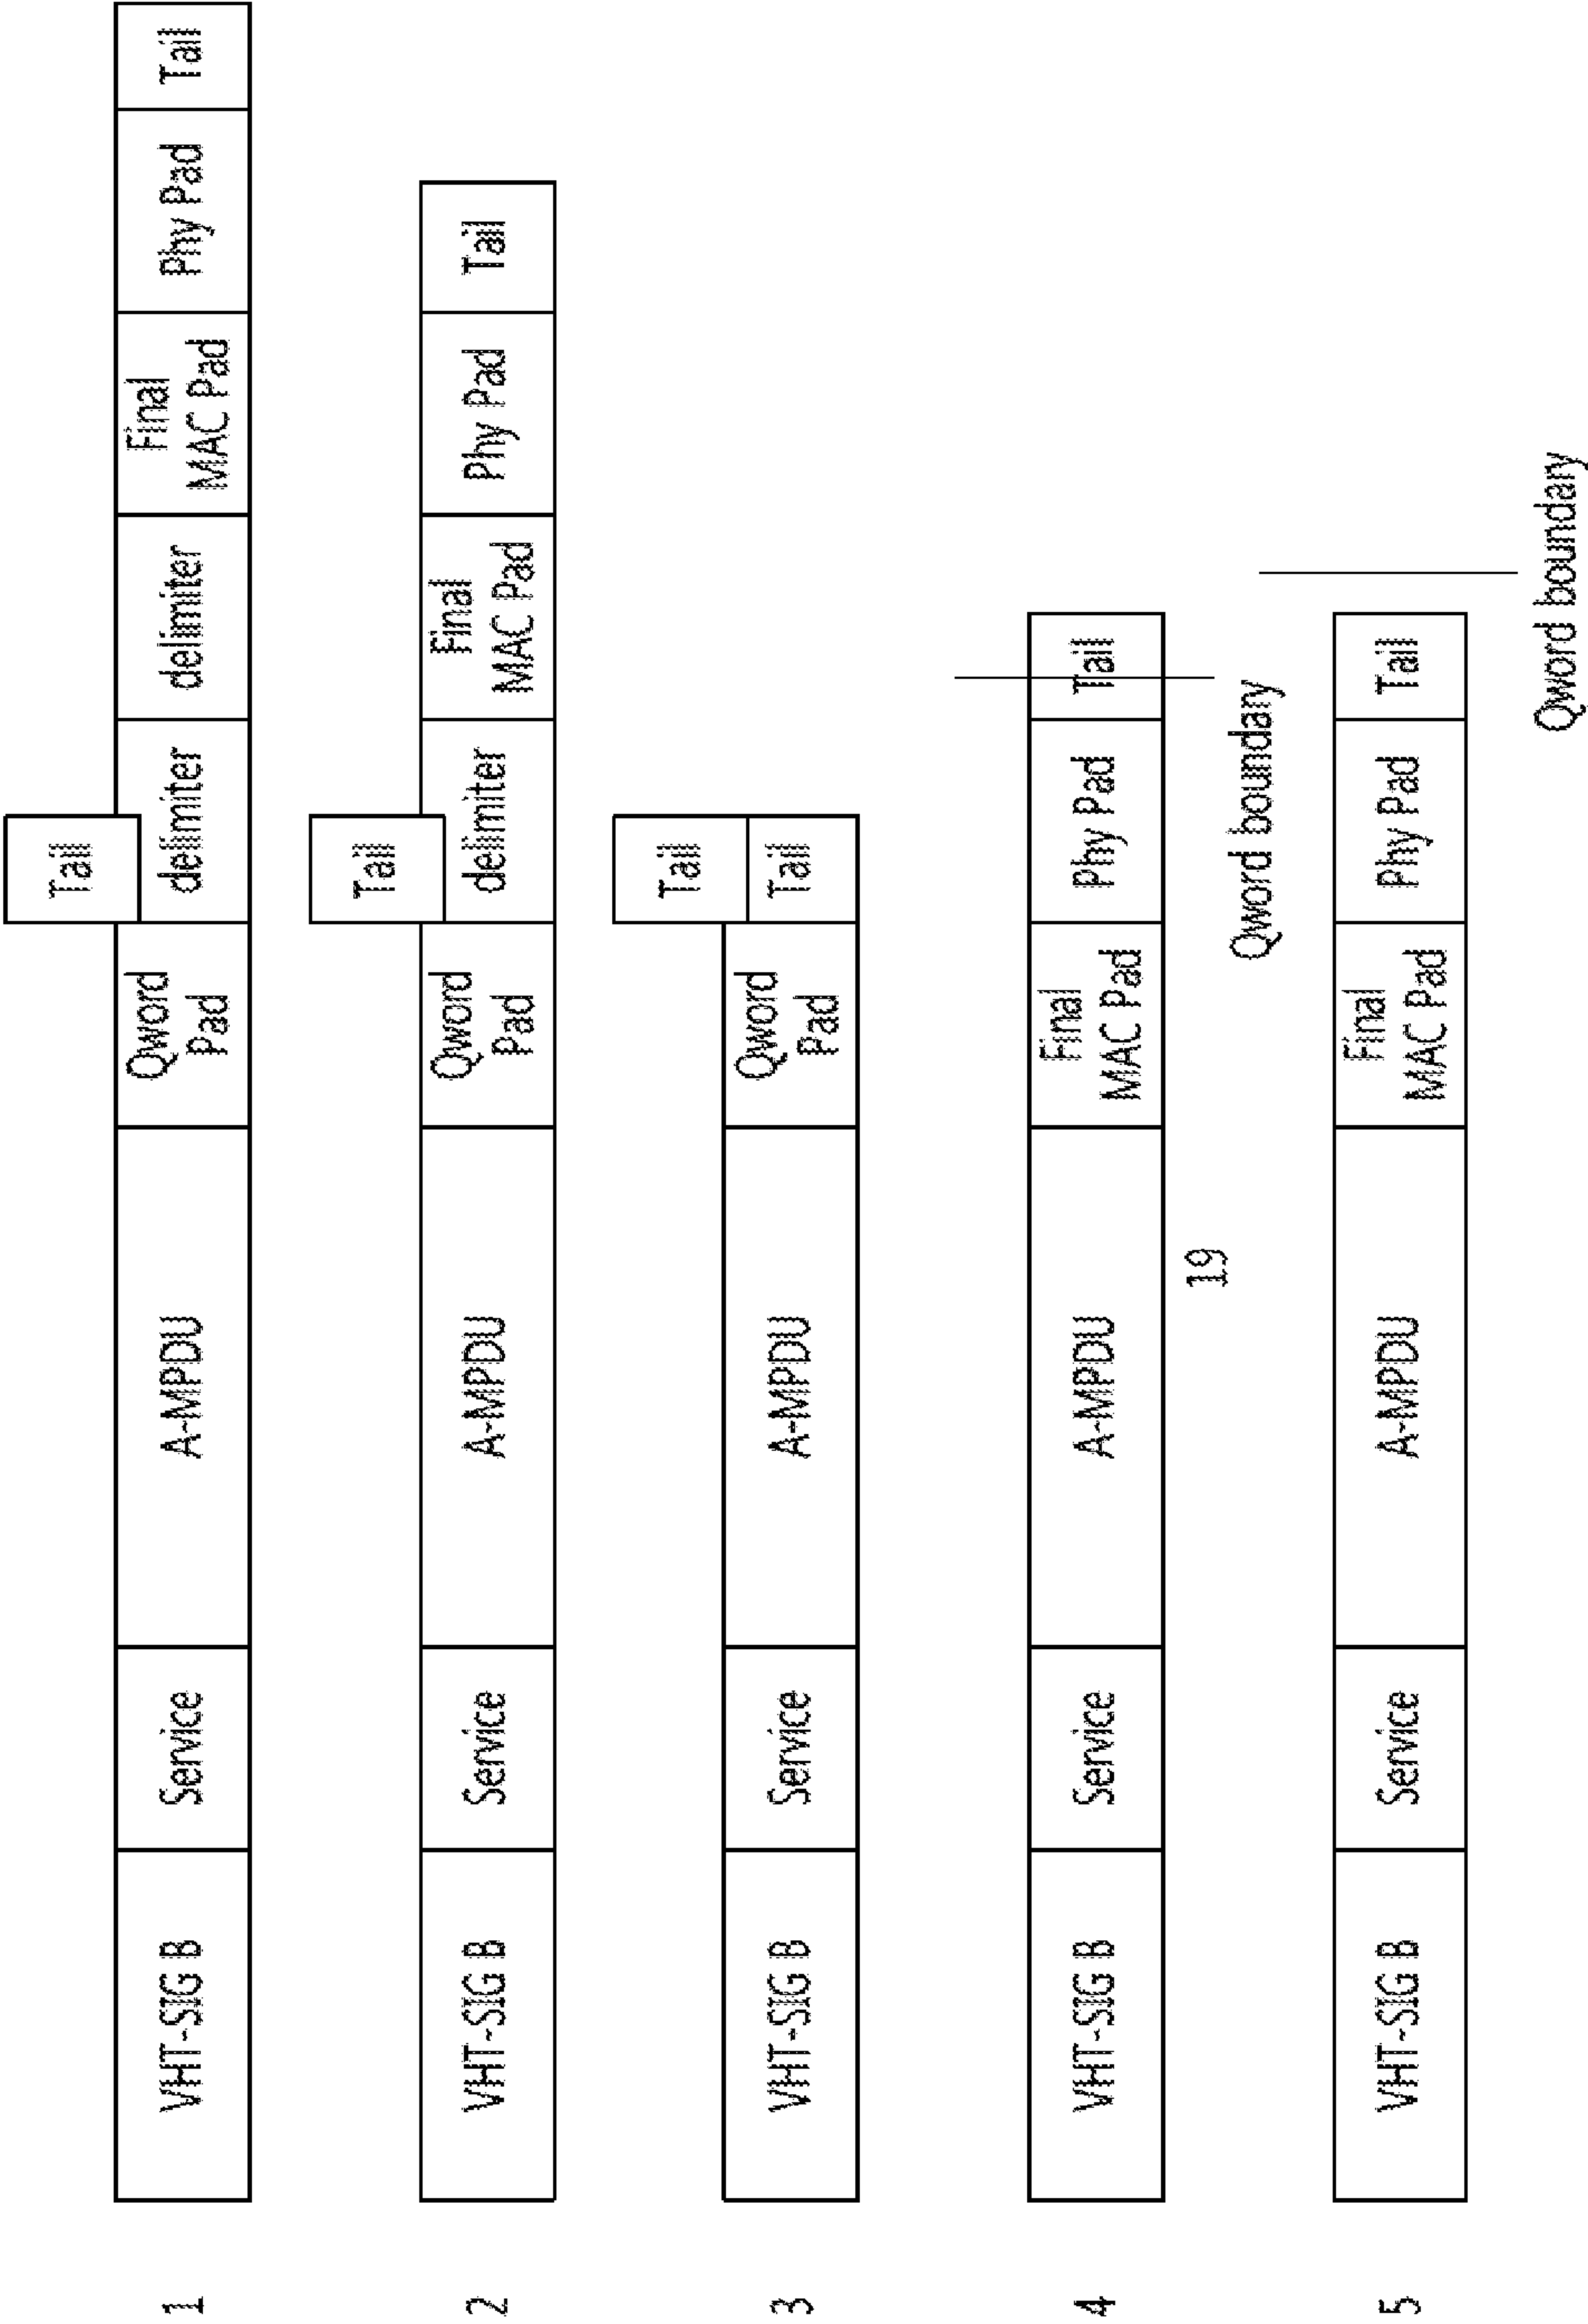 Tail
1
VHT-SIG B
Service
A-MPDU
Qword
Pad
delimiter
delimiter
Final
MAC Pad
Phy Pad
Tail
Tail
2
VHT-SIG B
Service
A-MPDU
Qword
Pad
delimiter
Final
MAC Pad
Phy Pad
Tail
Tail
3
VHT-SIG B
Service
A-MPDU
Qword
Pad
Tail
4
VHT-SIG B
Service
A-MPDU
Final
MAC Pad
Phy Pad
Tail
19
Qword boundary
5
VHT-SIG B
Service
A-MPDU
Final
MAC Pad
Phy Pad
Tail
Qword boundary